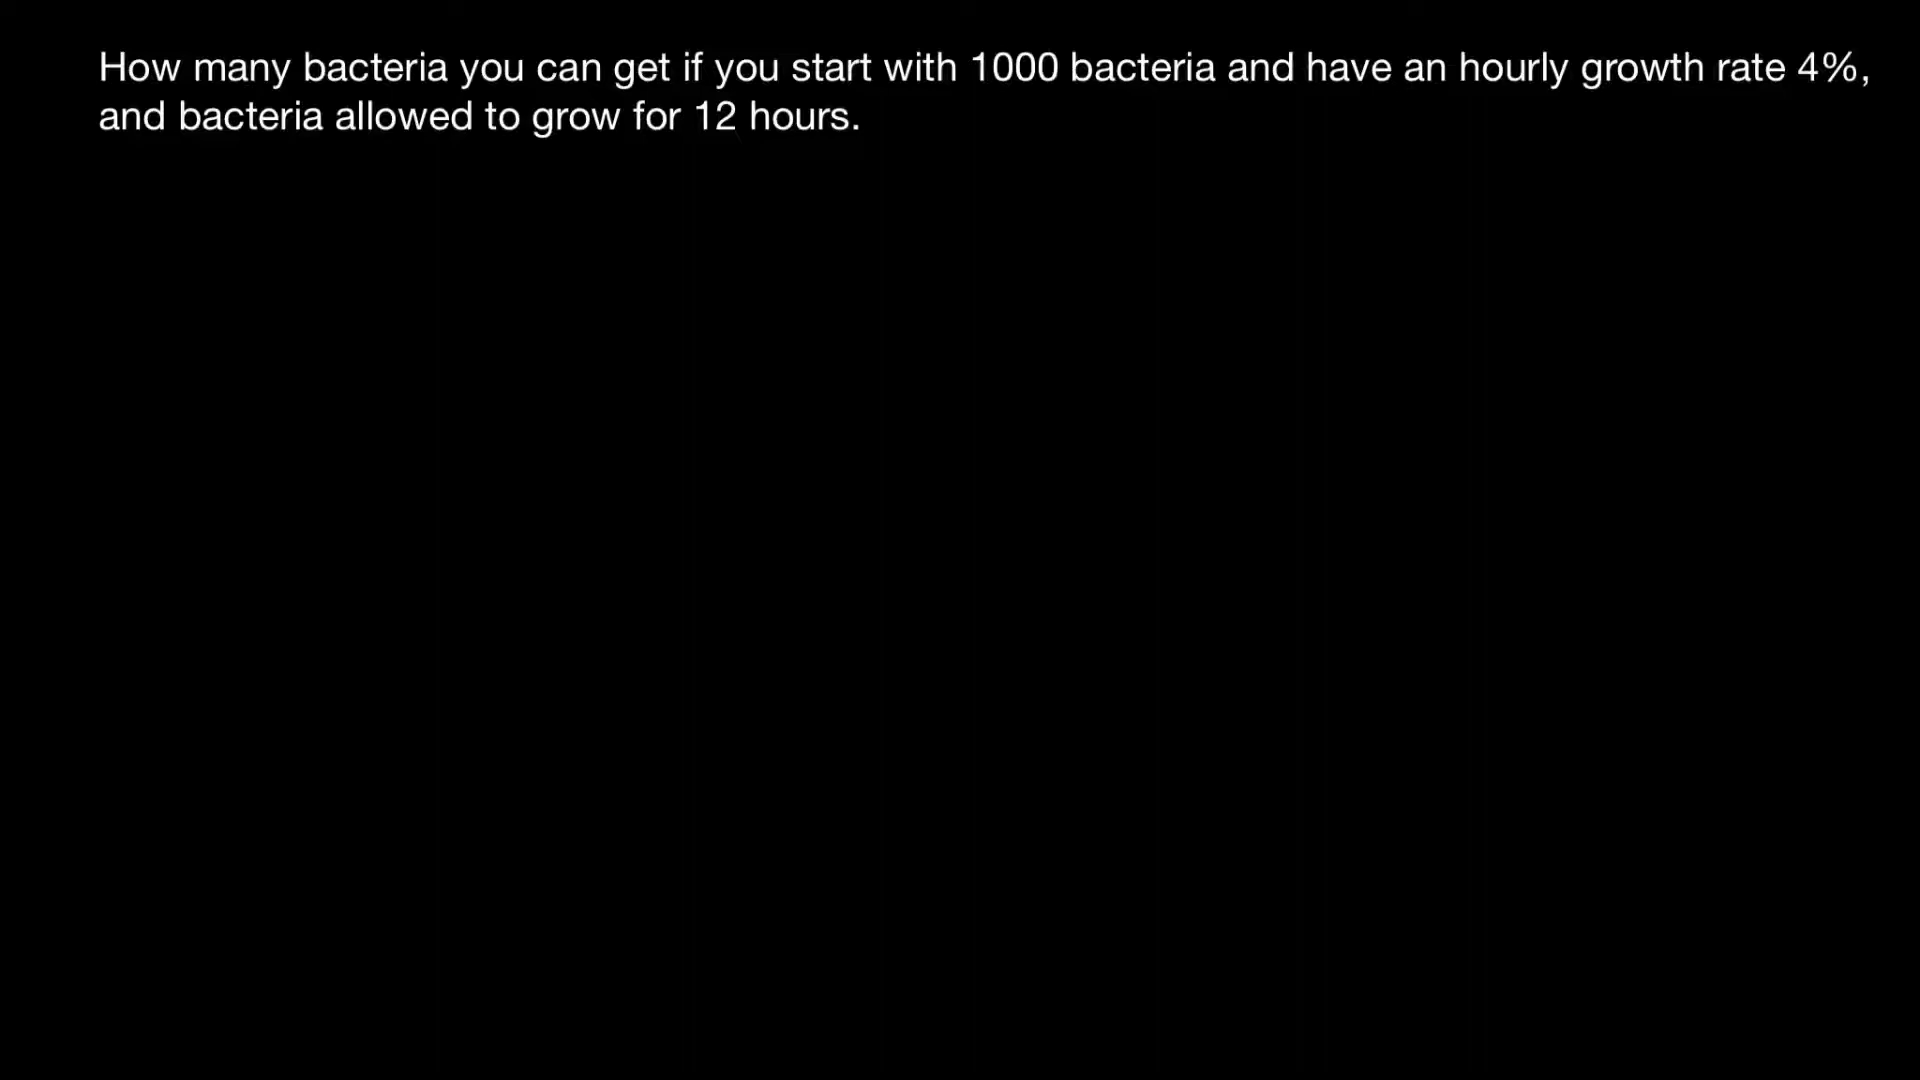 How many bacteria you can get if you start with 1000 bacteria and have an hourly growth rate 4%,
and bacteria allowed to grow for 12 hours.